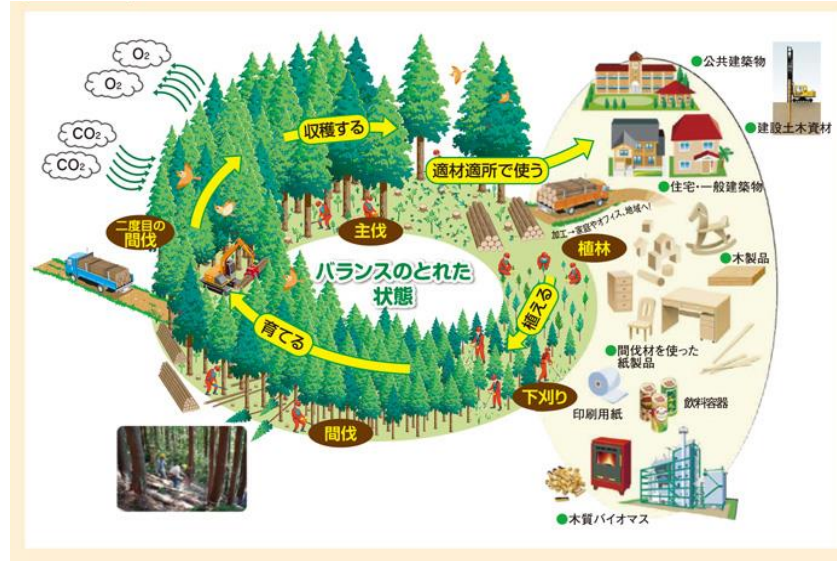 O₂
O₂
CO₂
CO₂
収穫する
適材適所で使う
二度目の
間伐
主伐
加工→家庭やオフィス、地域へ!
植林
バランスのとれた
状態
植える
育てる
下刈り
間伐
●公共建築物
●建設土木資材
●住宅・一般建築物
●木製品
●間伐材を使った
紙製品
印刷用紙
飲料容器
●木質バイオマス